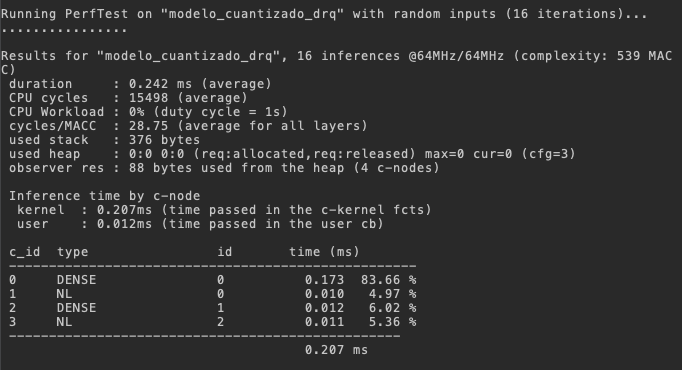 Running PerfTest on "modelo_cuantizado_drq" with random inputs (16 iterations)...
................
Results for "modelo_cuantizado_drq", 16 inferences @64MHz/64MHz (complexity: 539 MAC
C)
duration     : 0.242 ms (average)
CPU cycles   : 15498 (average)
CPU Workload : 0% (duty cycle = 1s)
cycles/MACC  : 28.75 (average for all layers)
used stack   : 376 bytes
used heap    : 0:0 0:0 (req:allocated,req:released) max=0 cur=0 (cfg=3)
observer res : 88 bytes used from the heap (4 c-nodes)
Inference time by c-node
kernel  : 0.207ms (time passed in the c-kernel fcts)
user    : 0.012ms (time passed in the user cb)
c_id  type                id       time (ms)
---------------------------------------------------
0     DENSE               0          0.173  83.66 %
1     NL                  0          0.010   4.97 %
2     DENSE               1          0.012   6.02 %
3     NL                  2          0.011   5.36 %
-------------------------------------------------
0.207 ms